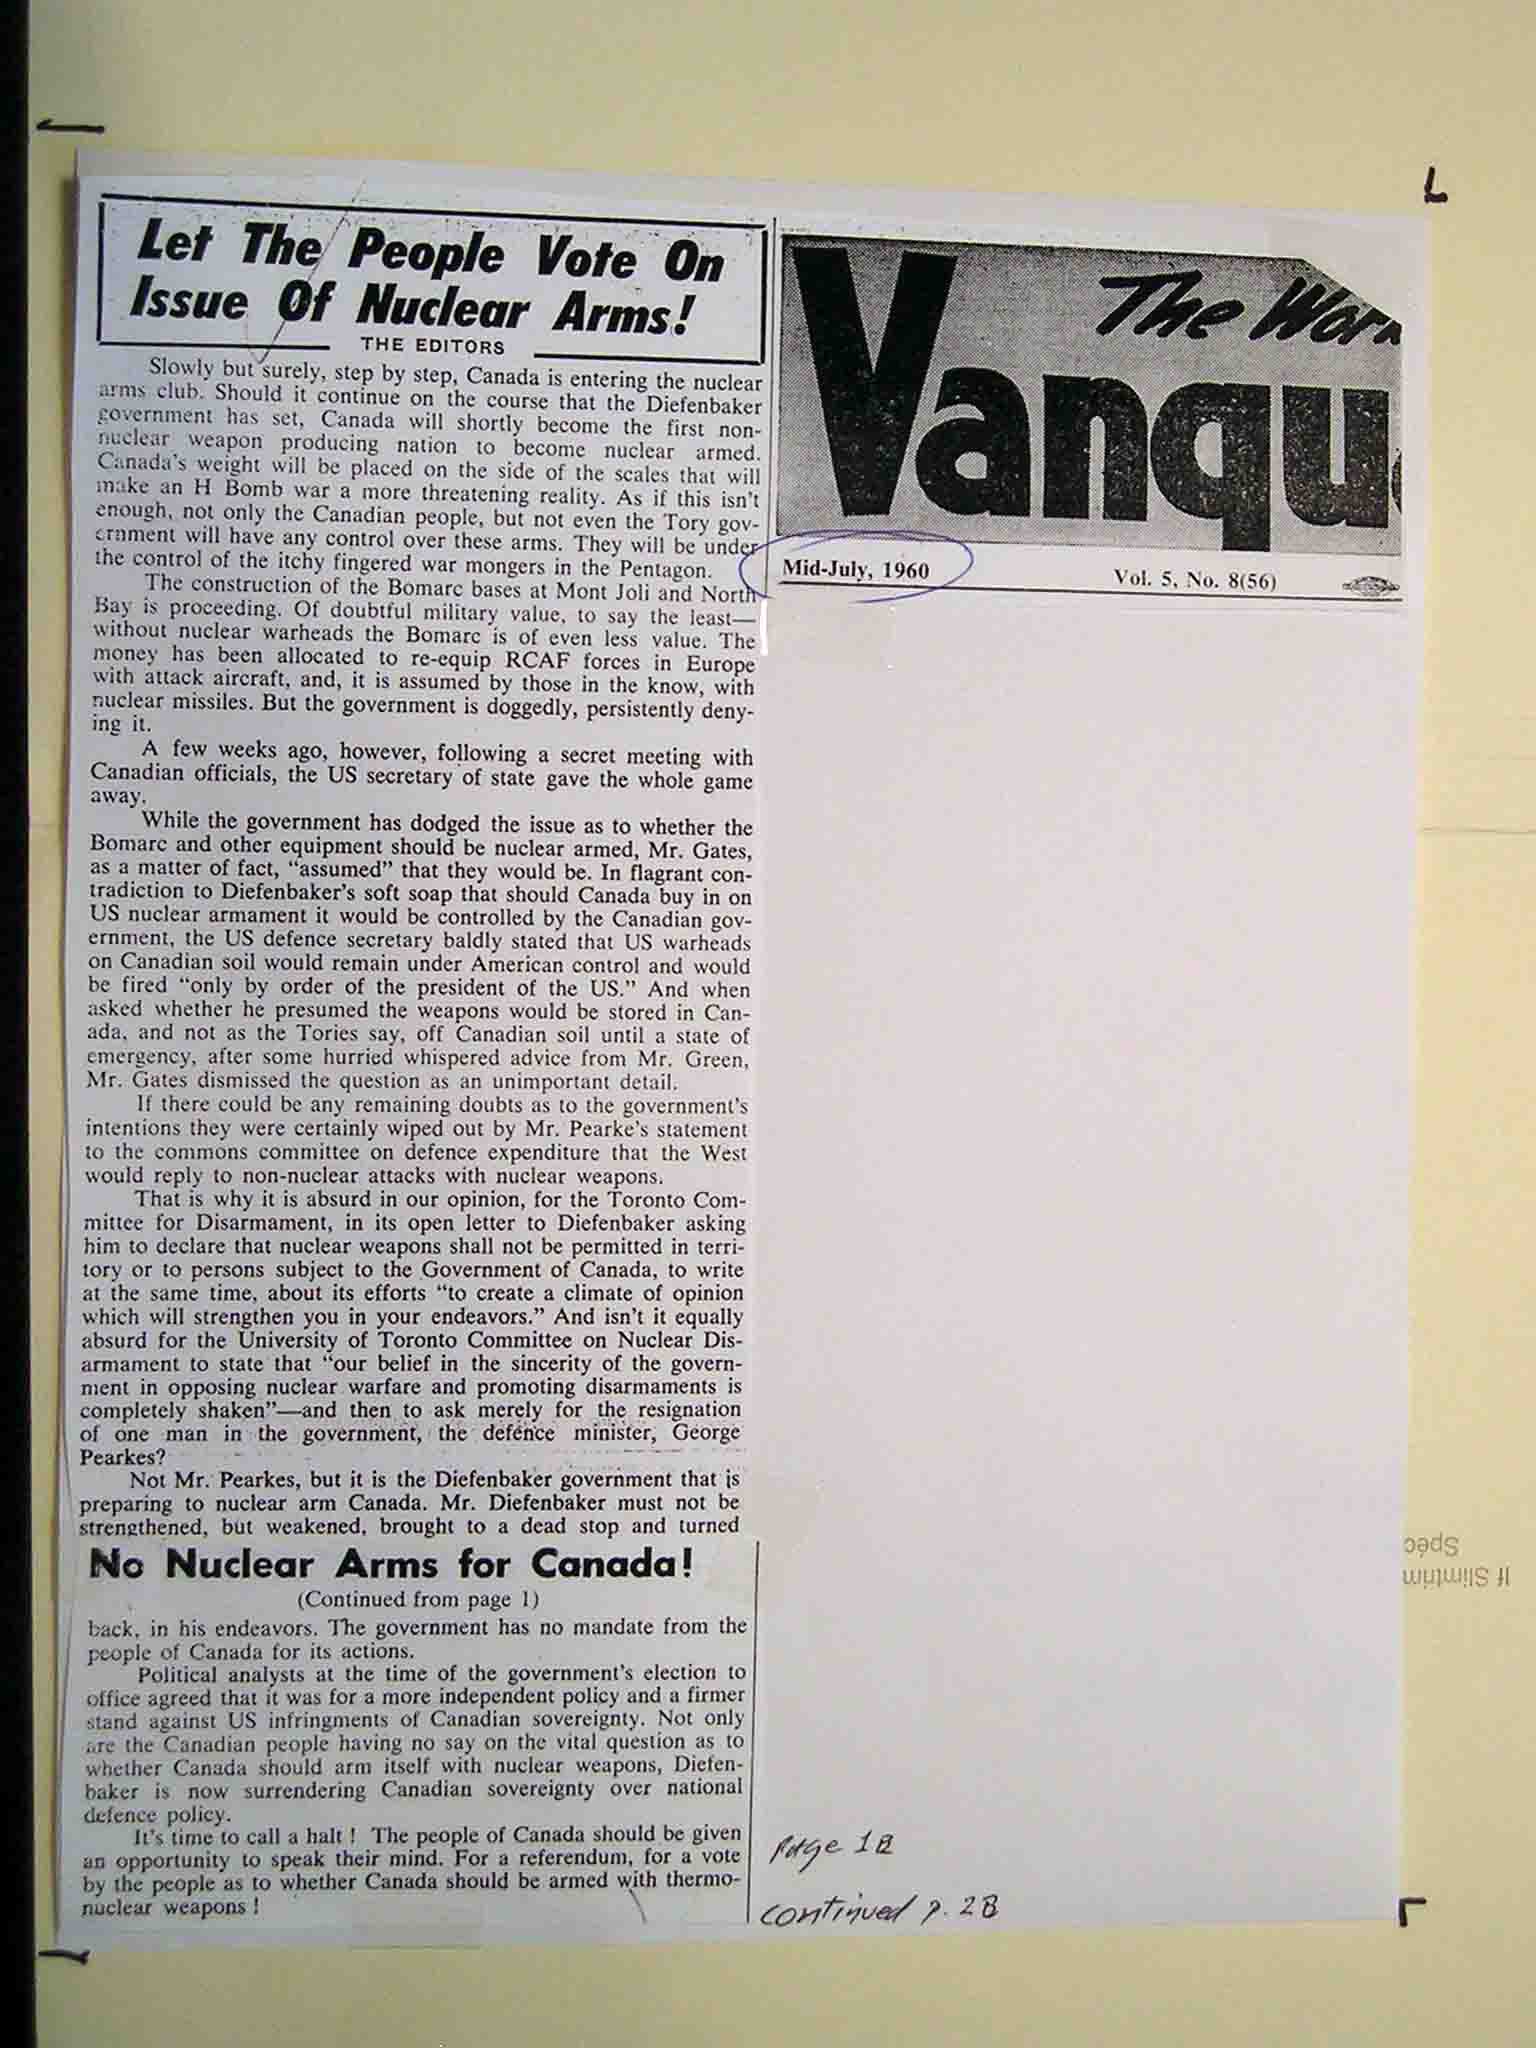 Let The People Vote On
Issue Of Nuclear Arms!
THE EDITORS
Slowly but surely, step by step, Canada is entering the nuclear
arms club. Should it continue on the course that the Diefenbaker
government has set, Canada will shortly become the first non-
nuclear weapon producing nation to become nuclear armed.
Canada's weight will be placed on the side of the scales that will
make an H Bomb war a more threatening reality. As if this isn't
enough, not only the Canadian people, but not even the Tory gov-
ernment will have any control over these arms. They will be under
the control of the itchy fingered war mongers in the Pentagon.
The construction of the Bomarc bases at Mont Joli and North
Bay is proceeding. Of doubtful military value, to say the least—
without nuclear warheads the Bomarc is of even less value. The
money has been allocated to re-equip RCAF forces in Europe
with attack aircraft, and, it is assumed by those in the know, with
nuclear missiles. But the government is doggedly, persistently deny-
ing it.
A few weeks ago, however, following a secret meeting with
Canadian officials, the US secretary of state gave the whole game
away.
While the government has dodged the issue as to whether the
Bomarc and other equipment should be nuclear armed, Mr. Gates,
as a matter of fact, “assumed” that they would be. In flagrant con-
tradiction to Diefenbaker's soft soap that should Canada buy in on
US nuclear armament it would be controlled by the Canadian gov-
ernment, the US defence secretary baldly stated that US warheads
on Canadian soil would remain under American control and would
be fired “only by order of the president of the US.” And when
asked whether he presumed the weapons would be stored in Can-
ada, and not as the Tories say, off Canadian soil until a state of
emergency, after some hurried whispered advice from Mr. Green,
Mr. Gates dismissed the question as an unimportant detail.
If there could be any remaining doubts as to the government's
intentions they were certainly wiped out by Mr. Pearke's statement
to the commons committee on defence expenditure that the West
would reply to non-nuclear attacks with nuclear weapons.
That is why it is absurd in our opinion, for the Toronto Com-
mittee for Disarmament, in its open letter to Diefenbaker asking
him to declare that nuclear weapons shall not be permitted in terri-
tory or to persons subject to the Government of Canada, to write
at the same time, about its efforts “to create a climate of opinion
which will strengthen you in your endeavors.” And isn't it equally
absurd for the University of Toronto Committee on Nuclear Dis-
armament to state that “our belief in the sincerity of the govern-
ment in opposing nuclear warfare and promoting disarmaments is
completely shaken”—and then to ask merely for the resignation
of one man in the government, the defence minister, George
Pearkes?
Not Mr. Pearkes, but it is the Diefenbaker government that is
preparing to nuclear arm Canada. Mr. Diefenbaker must not be
strengthened, but weakened, brought to a dead stop and turned
No Nuclear Arms for Canada!
(Continued from page 1)
back, in his endeavors. The government has no mandate from the
people of Canada for its actions.
Political analysts at the time of the government's election to
office agreed that it was for a more independent policy and a firmer
stand against US infringments of Canadian sovereignty. Not only
are the Canadian people having no say on the vital question as to
whether Canada should arm itself with nuclear weapons, Diefen-
baker is now surrendering Canadian sovereignty over national
defence policy.
It's time to call a halt! The people of Canada should be given
an opportunity to speak their mind. For a referendum, for a vote
by the people as to whether Canada should be armed with thermo-
nuclear weapons!
The Work
Vangu
Mid-July, 1960
Vol. 5, No. 8(56)
page 1B
continued p. 2B
If Slimtrim
Spéc